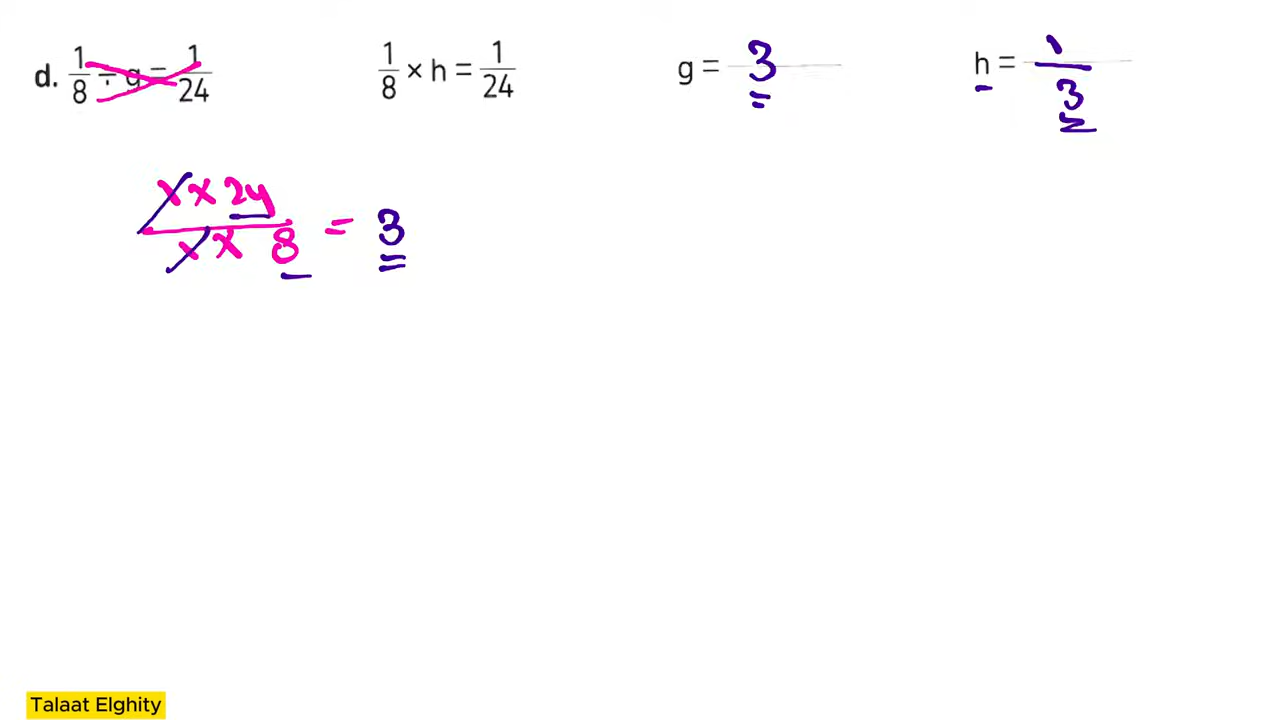 d. 1/8 ÷ g = 1/24 1/8 × h = 1/24 g = 3 h = 1/3
1 × 24 / 1 × 8 = 3
Talaat Elghity